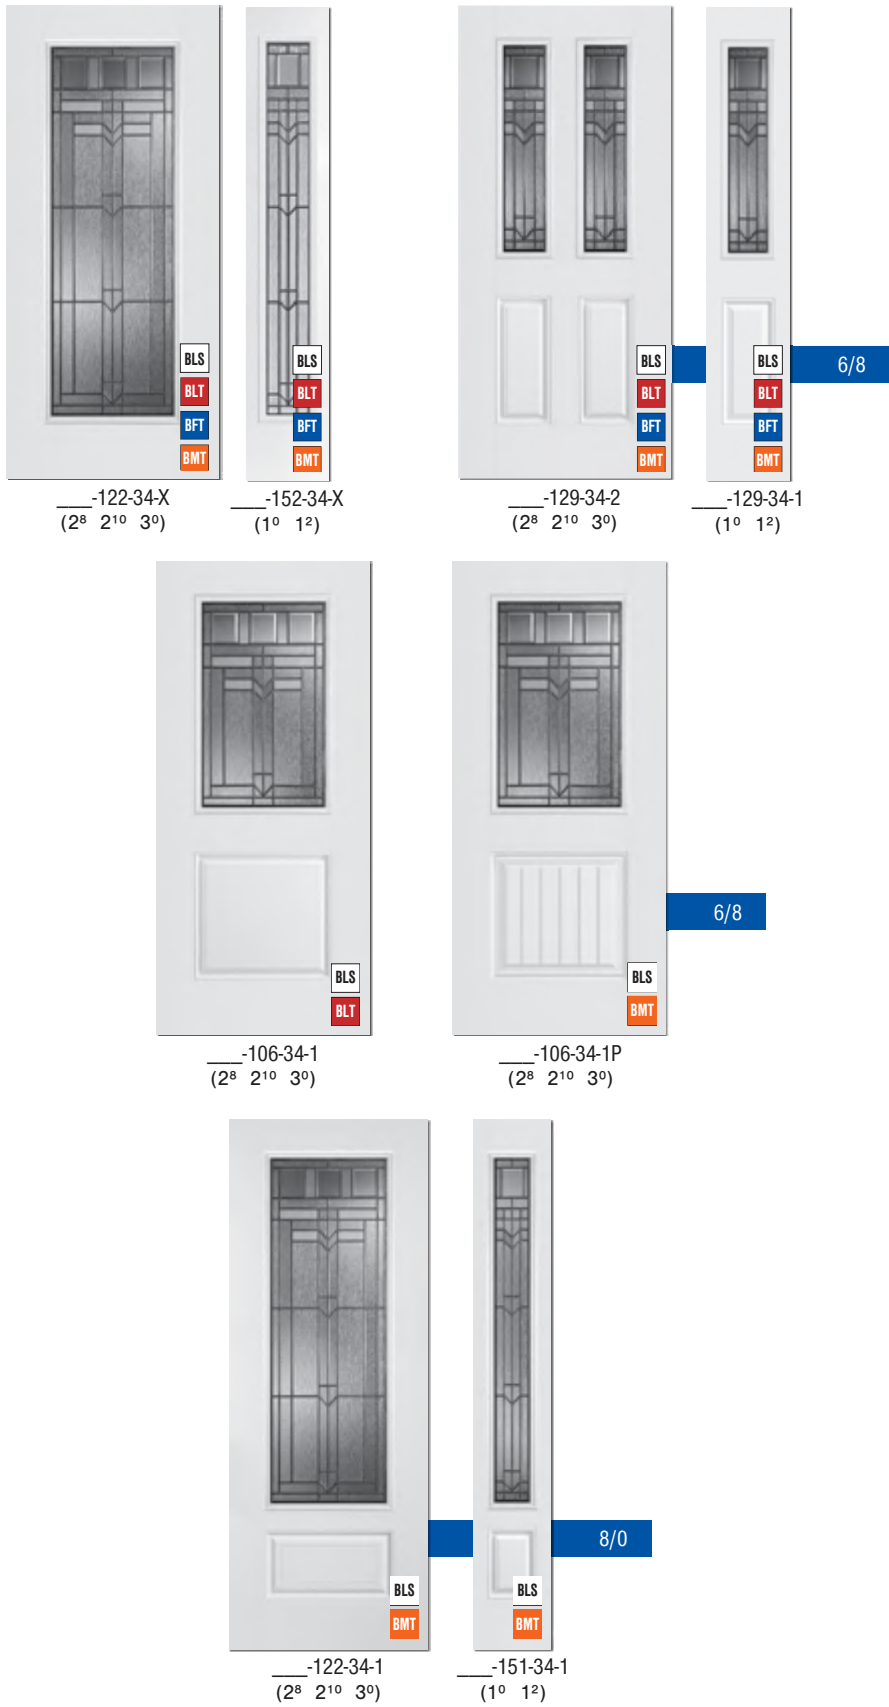 BLS
BLT
BFT
BMT
BLS
BLT
BFT
BMT
BLS
BLT
BFT
BMT
BLS
BLT
BFT
BMT
6/8
___-122-34-X
(2⁸ 2¹⁰ 3⁰)
___-152-34-X
(1⁰ 1²)
___-129-34-2
(2⁸ 2¹⁰ 3⁰)
___-129-34-1
(1⁰ 1²)
BLS
BLT
BLS
BMT
6/8
___-106-34-1
(2⁸ 2¹⁰ 3⁰)
___-106-34-1P
(2⁸ 2¹⁰ 3⁰)
BLS
BMT
BLS
BMT
8/0
___-122-34-1
(2⁸ 2¹⁰ 3⁰)
___-151-34-1
(1⁰ 1²)